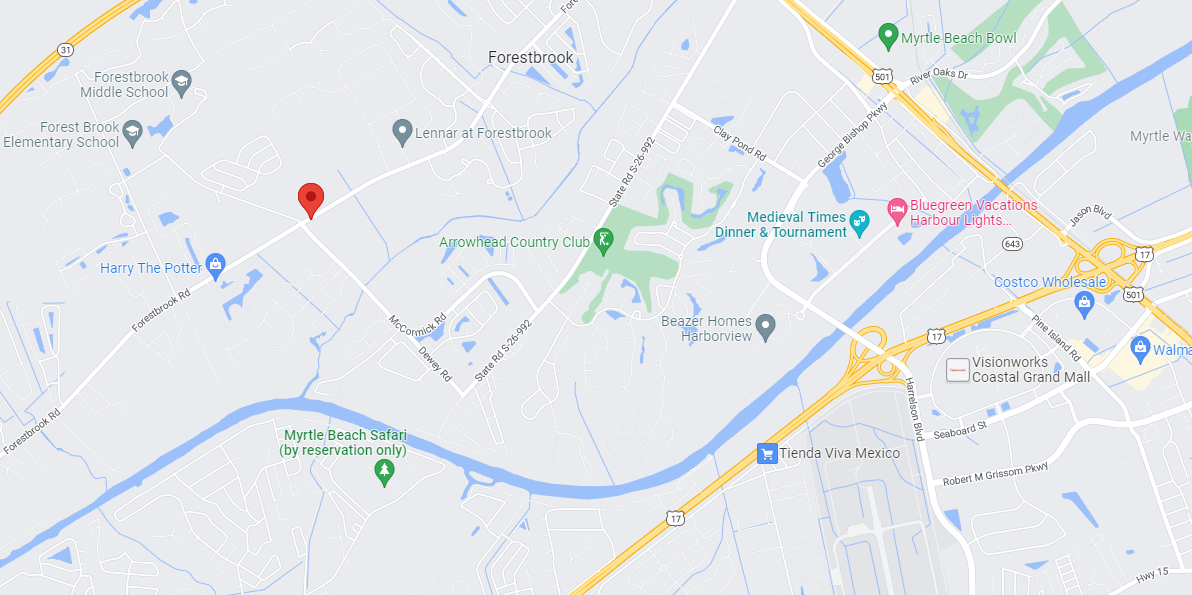 Fore
31
Forestbrook
Myrtle Beach Bowl
501
River Oaks Dr
Forestbrook
Middle School
Forest Brook
Elementary School
Lennar at Forestbrook
Clay Pond Rd
George Bishop Pkwy
Myrtle Wa
State Rd S-26-992
Medieval Times
Dinner & Tournament
Bluegreen Vacations
Harbour Lights...
Jason Blvd
643
17
Arrowhead Country Club
Harry The Potter
Forestbrook Rd
McCormick Rd
Costco Wholesale
501
Dewey Rd
State Rd S-26-992
Beazer Homes
Harborview
17
Pine Island Rd
Walma
Visionworks
Coastal Grand Mall
Harrelson Blvd
Forestbrook Rd
Myrtle Beach Safari
(by reservation only)
Seaboard St
Tienda Viva Mexico
Robert M Grissom Pkwy
17
Hwy 15